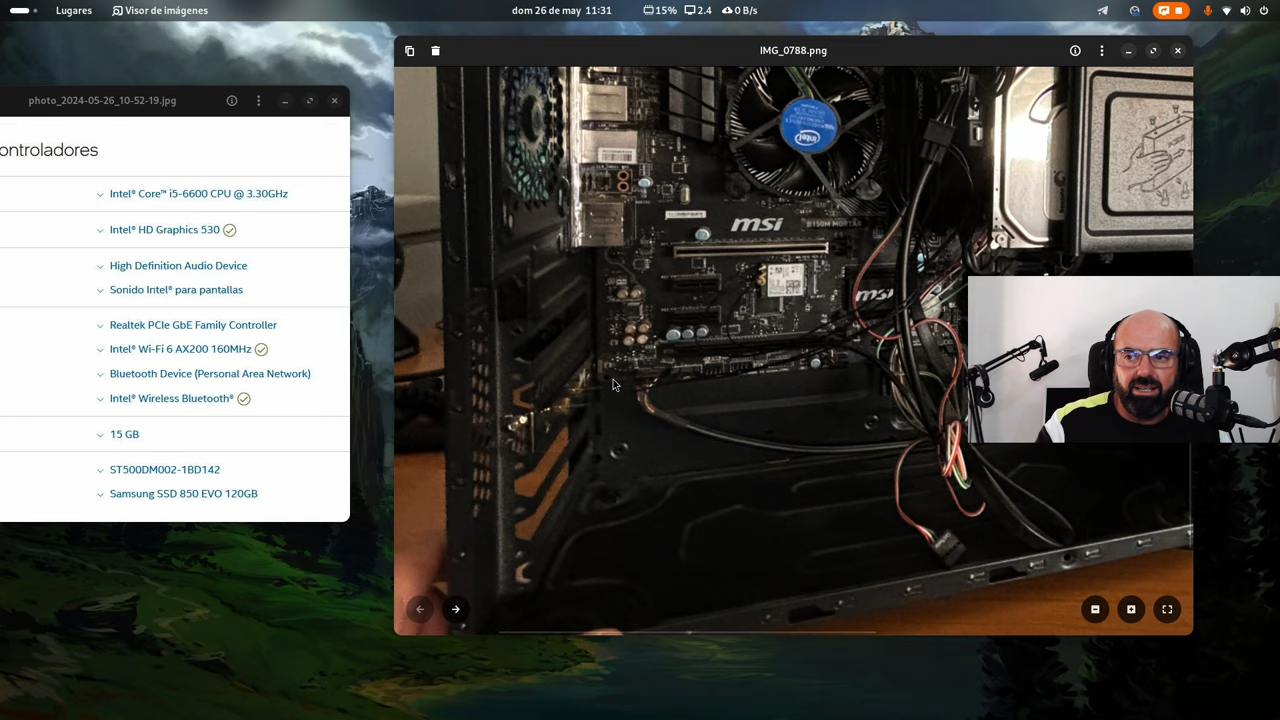 Lugares
Visor de imágenes
dom 26 de may 11:31
15%
2.4
0 B/s
IMG_0788.png
photo_2024-05-26_10-52-19.jpg
ontroladores
Intel® Core™ i5-6600 CPU @ 3.30GHz
Intel® HD Graphics 530
High Definition Audio Device
Sonido Intel® para pantallas
Realtek PCIe GbE Family Controller
Intel® Wi-Fi 6 AX200 160MHz
Bluetooth Device (Personal Area Network)
Intel® Wireless Bluetooth®
15 GB
ST500DM002-1BD142
Samsung SSD 850 EVO 120GB
intel
msi
B150M MORTAR
msi